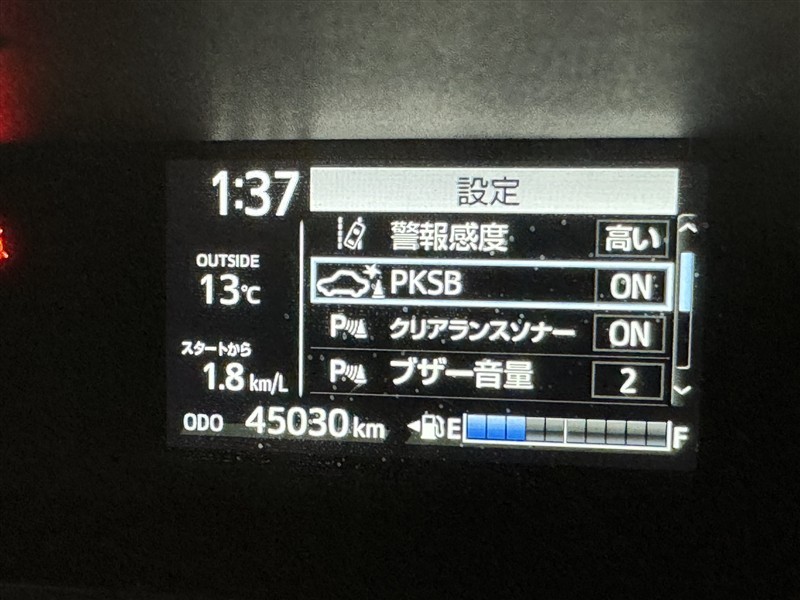 1:37
設定
警報感度 高い
OUTSIDE
13℃
PKSB ON
P クリアランスソナー ON
スタートから
1.8 km/L
P ブザー音量 2
ODO 45030 km
E F